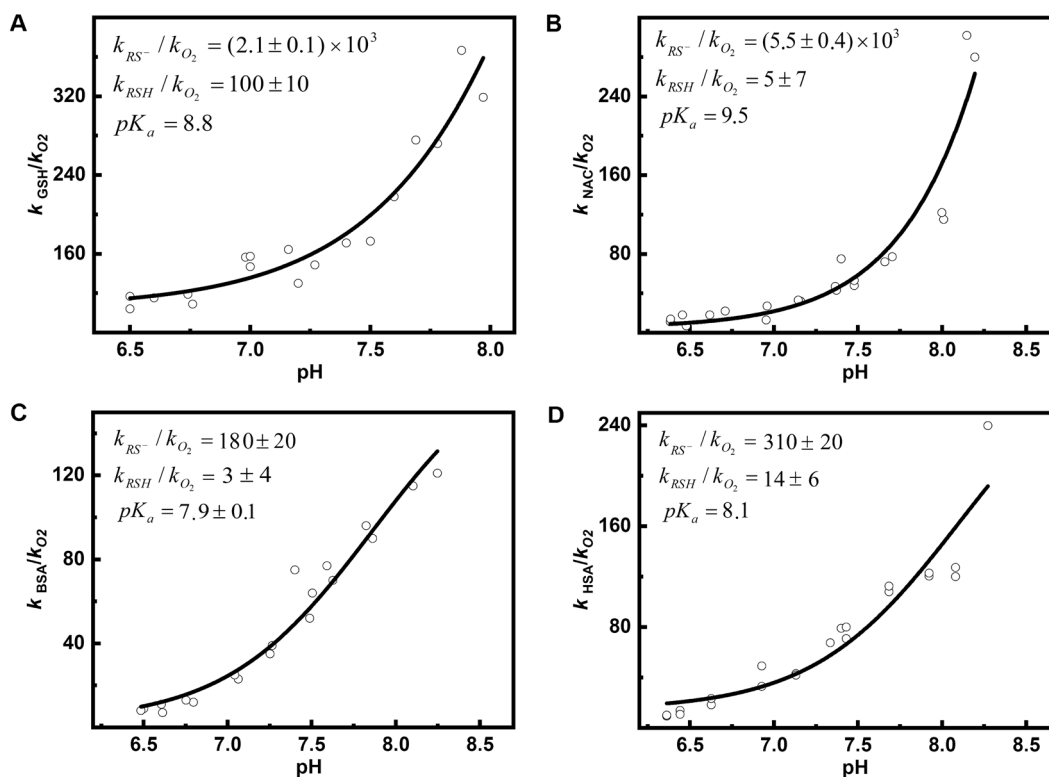 A
k_{RS^-} / k_{O_2} = (2.1 ± 0.1) × 10^3
k_{RSH} / k_{O_2} = 100 ± 10
pK_a = 8.8
k_{GSH}/k_{O2}
320
240
160
6.5 7.0 7.5 8.0
pH
B
k_{RS^-} / k_{O_2} = (5.5 ± 0.4) × 10^3
k_{RSH} / k_{O_2} = 5 ± 7
pK_a = 9.5
k_{NAC}/k_{O2}
240
160
80
6.5 7.0 7.5 8.0 8.5
pH
C
k_{RS^-} / k_{O_2} = 180 ± 20
k_{RSH} / k_{O_2} = 3 ± 4
pK_a = 7.9 ± 0.1
k_{BSA}/k_{O2}
120
80
40
6.5 7.0 7.5 8.0 8.5
pH
D
k_{RS^-} / k_{O_2} = 310 ± 20
k_{RSH} / k_{O_2} = 14 ± 6
pK_a = 8.1
k_{HSA}/k_{O2}
240
160
80
6.5 7.0 7.5 8.0 8.5
pH